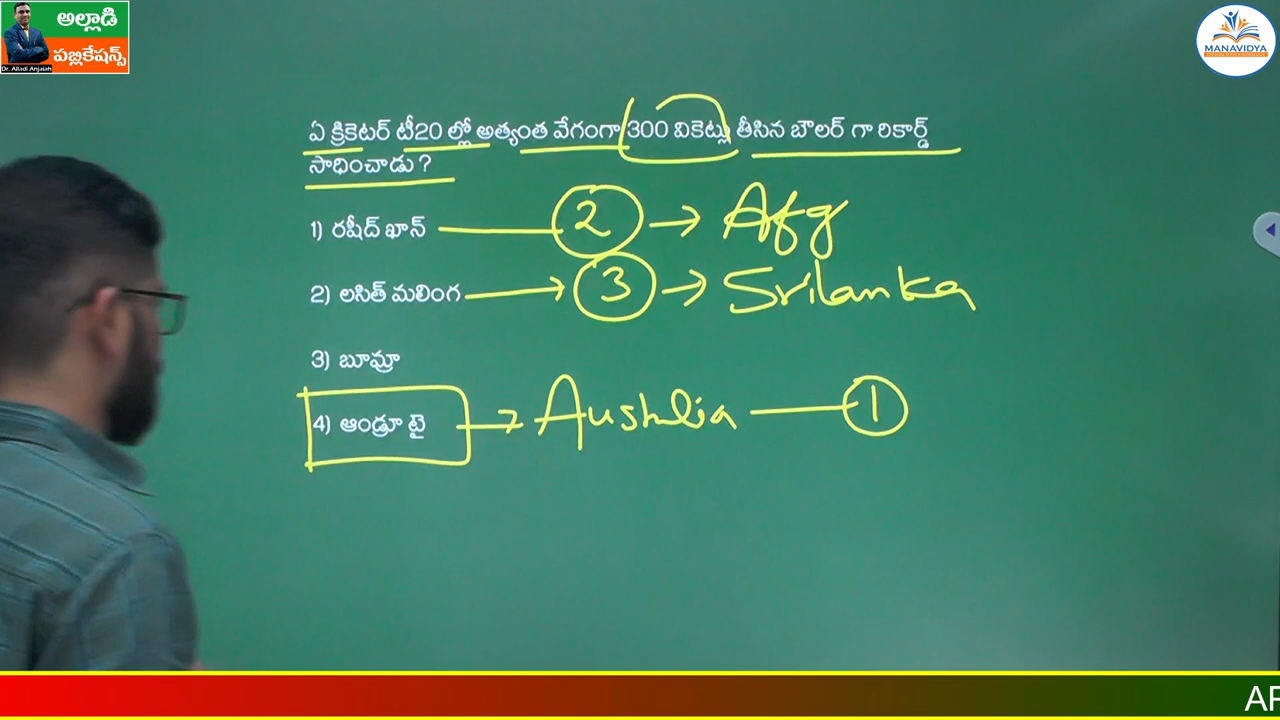 అల్లాడి
పబ్లికేషన్స్
Dr. Alladi Anjaiah
MANAVIDYA
ఏ క్రికెటర్ టీ20 ల్లో అత్యంత వేగంగా 300 వికెట్లు తీసిన బౌలర్ గా రికార్డ్
సాధించాడు ?
1) రషీద్ ఖాన్ 2 → Afg
2) లసిత్ మలింగ → 3 → Srilanka
3) బూమ్రా
4) ఆండ్రూ టై → Australia 1
AP